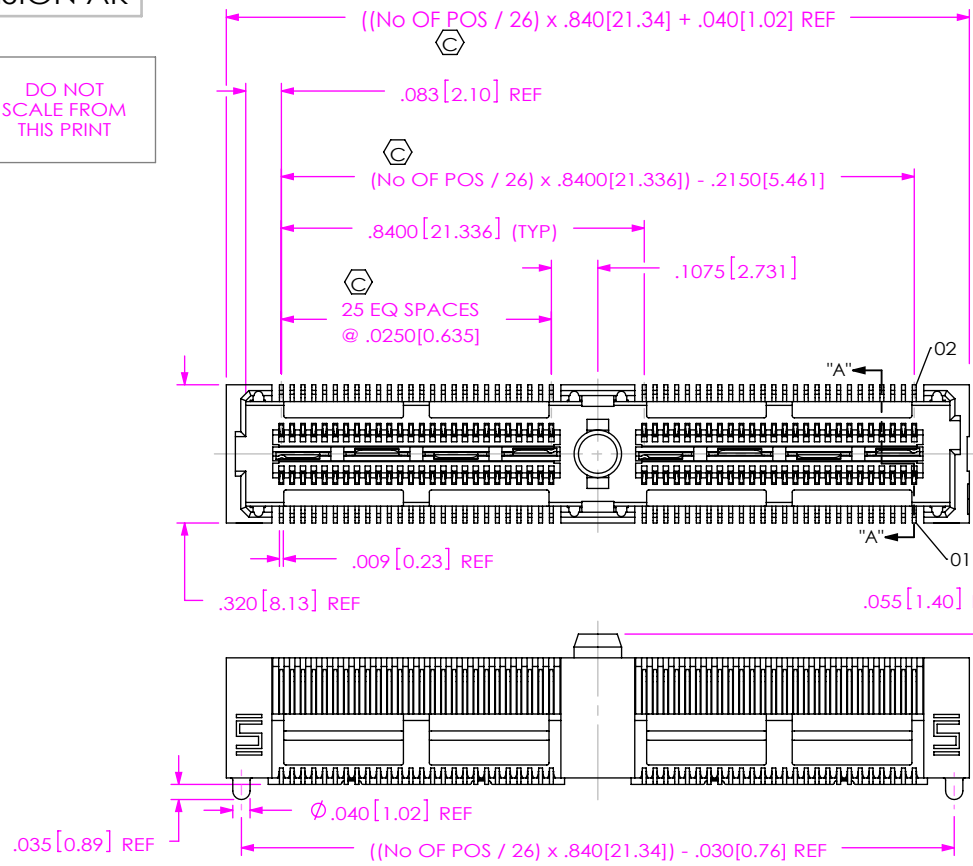 SION AR
((No OF POS / 26) x .840[21.34] + .040[1.02] REF
C
DO NOT
SCALE FROM
THIS PRINT
.083[2.10] REF
C
(No OF POS / 26) x .8400[21.336]) - .2150[5.461]
.8400[21.336] (TYP)
.1075[2.731]
C
25 EQ SPACES
@ .0250[0.635]
02
"A"
"A"
01
.009[0.23] REF
.320[8.13] REF
.055[1.40]
Ø.040[1.02] REF
.035[0.89] REF
((No OF POS / 26) x .840[21.34]) - .030[0.76] REF